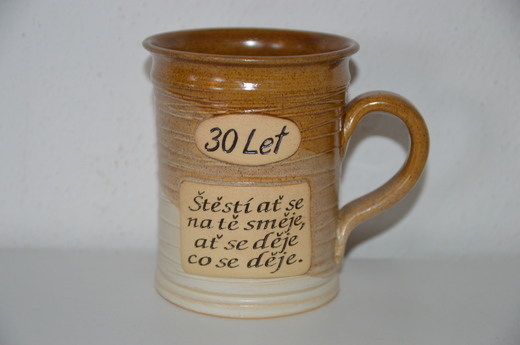 30 Let
Štěstí ať se
na tě směje,
ať se děje
co se děje.